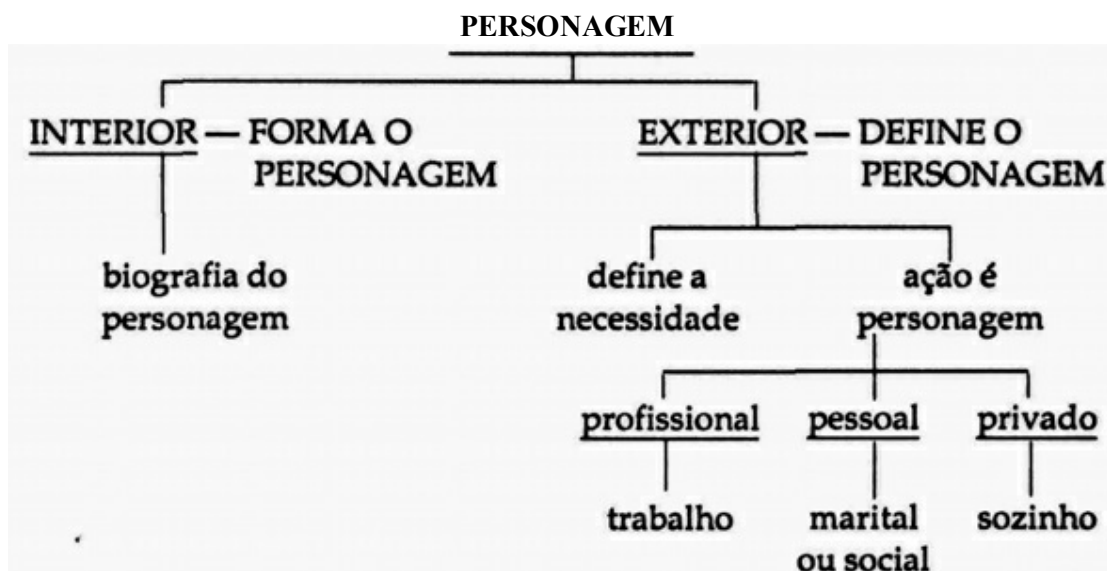 PERSONAGEM
INTERIOR — FORMA O
PERSONAGEM
EXTERIOR — DEFINE O
PERSONAGEM
biografia do
personagem
define a
necessidade
ação é
personagem
profissional
pessoal
privado
trabalho
marital
ou social
sozinho